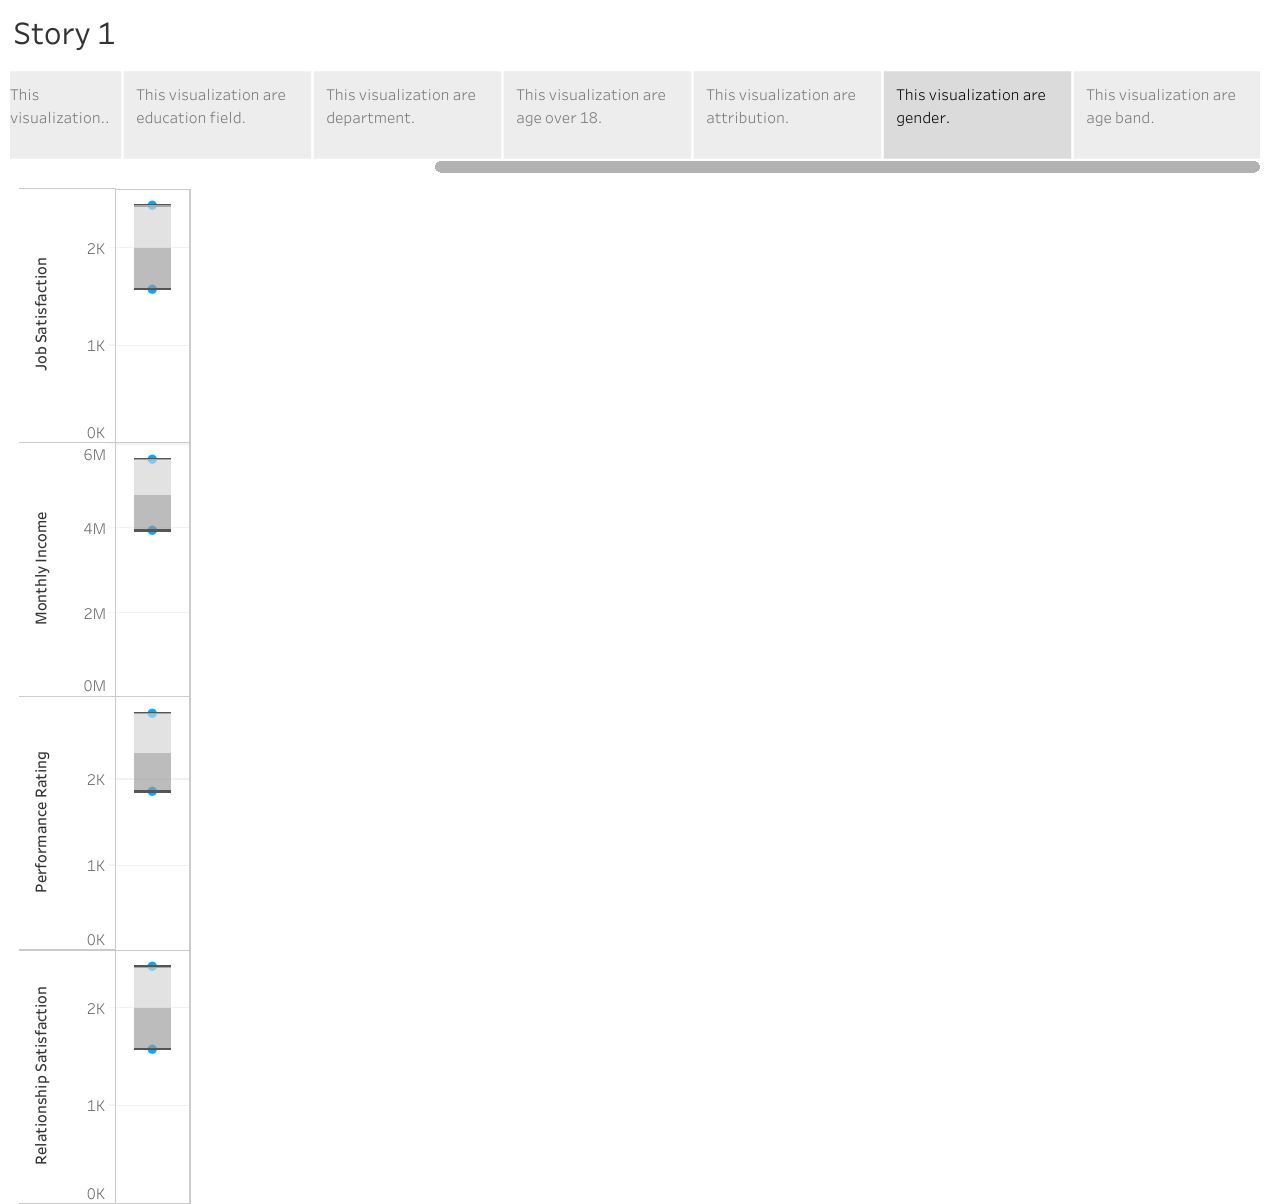 Story 1
This
visualization..
This visualization are
education field.
This visualization are
department.
This visualization are
age over 18.
This visualization are
attribution.
This visualization are
gender.
This visualization are
age band.
Job Satisfaction
2K
1K
0K
Monthly Income
6M
4M
2M
0M
Performance Rating
2K
1K
0K
Relationship Satisfaction
2K
1K
0K